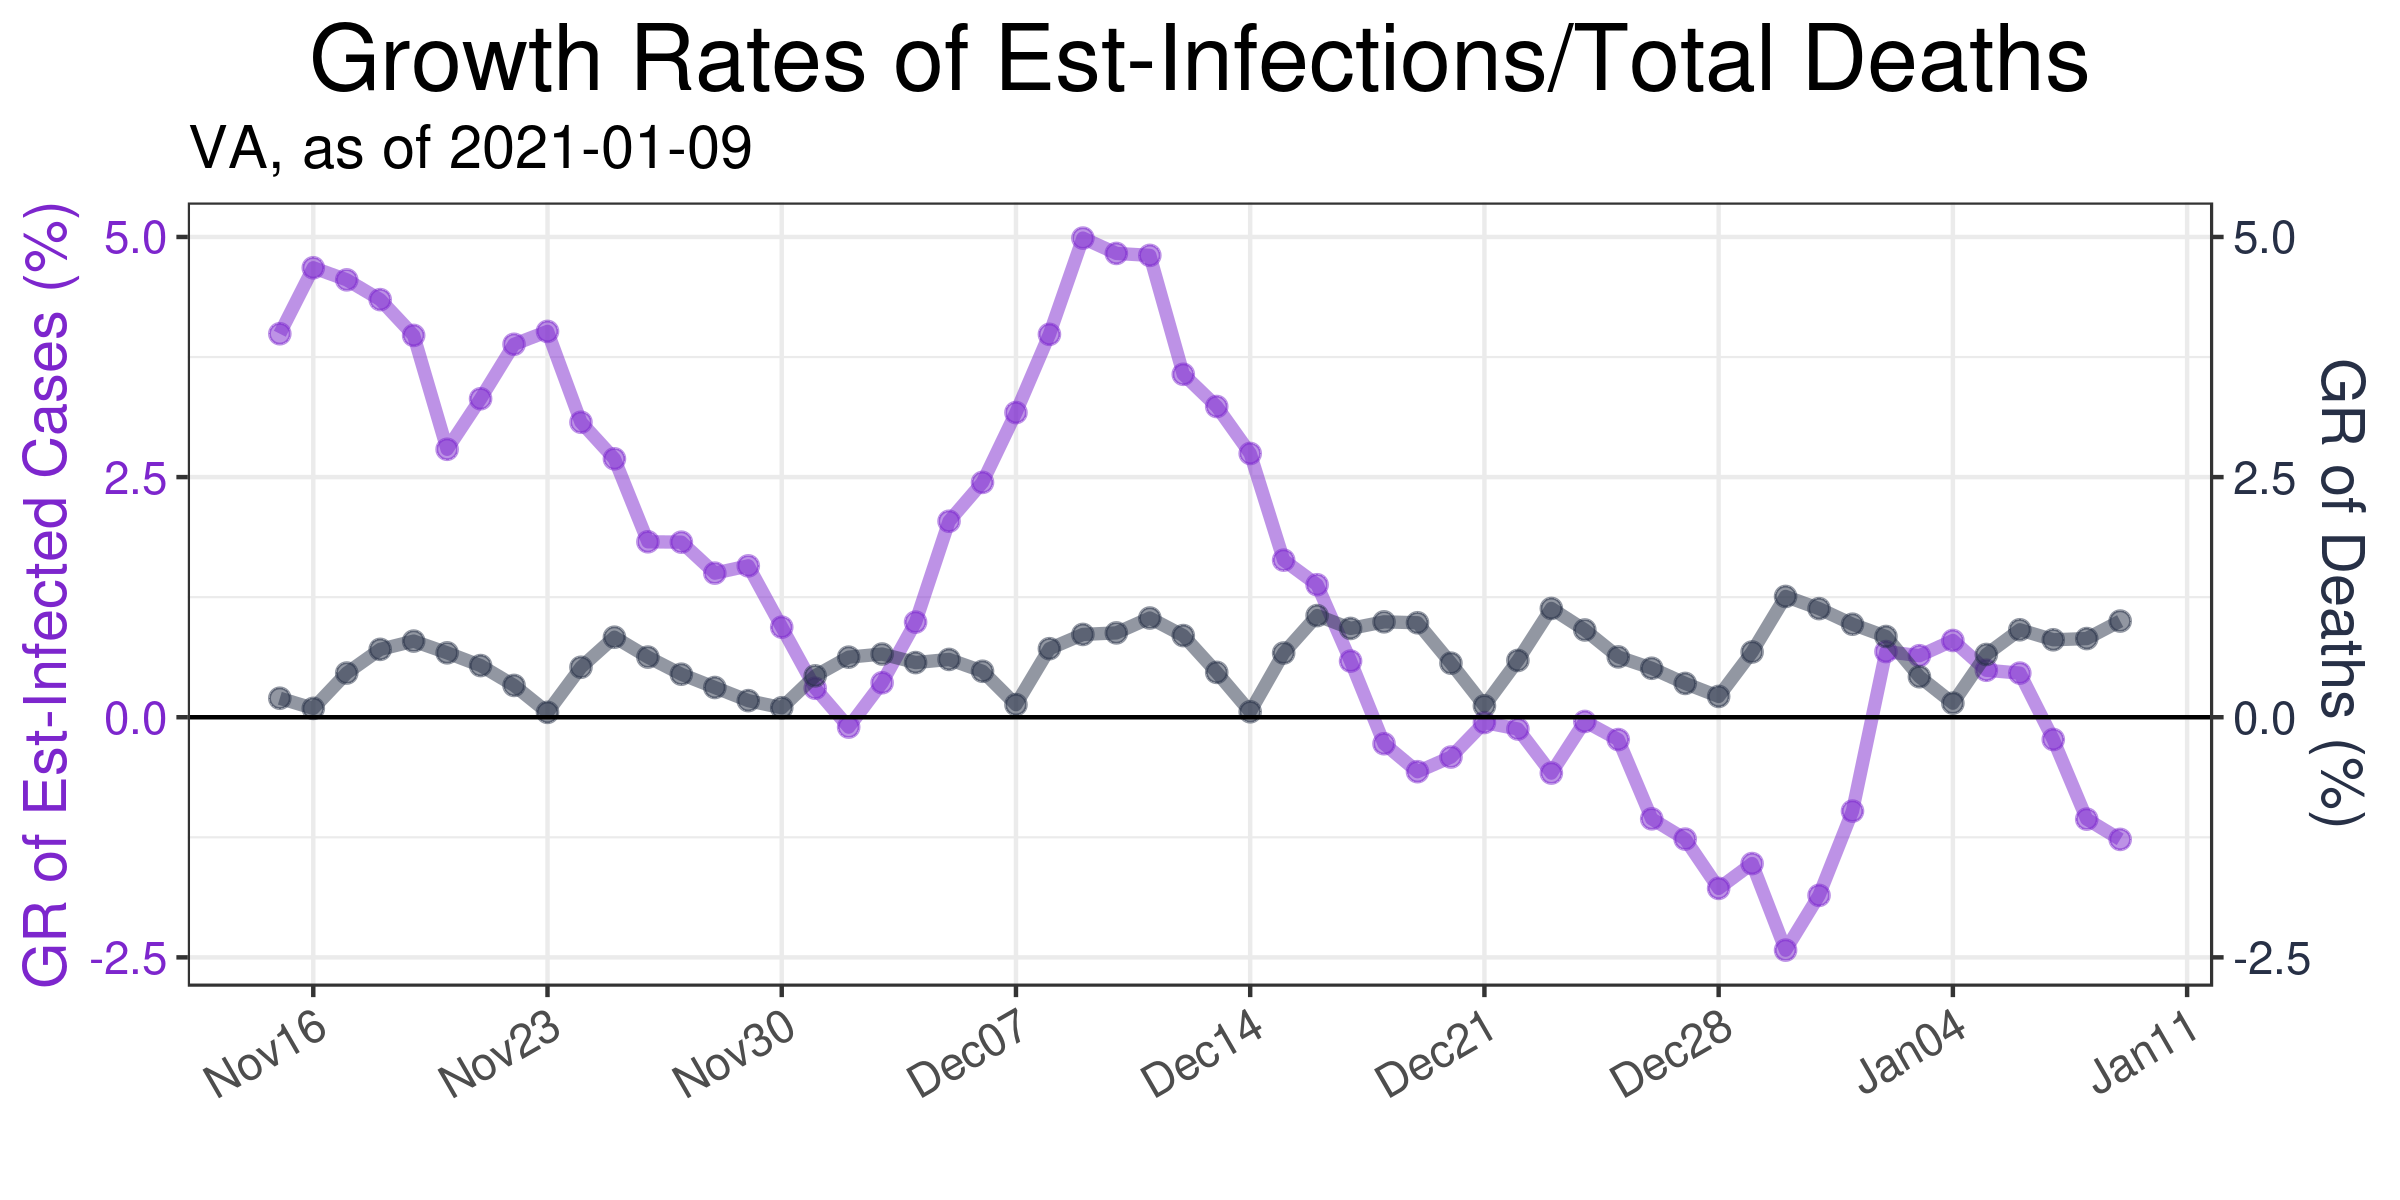 Growth Rates of Est-Infections/Total Deaths
VA, as of 2021-01-09
GR of Est-Infected Cases (%)
5.0
2.5
0.0
-2.5
5.0
2.5
0.0
-2.5
GR of Deaths (%)
Nov16
Nov23
Nov30
Dec07
Dec14
Dec21
Dec28
Jan04
Jan11